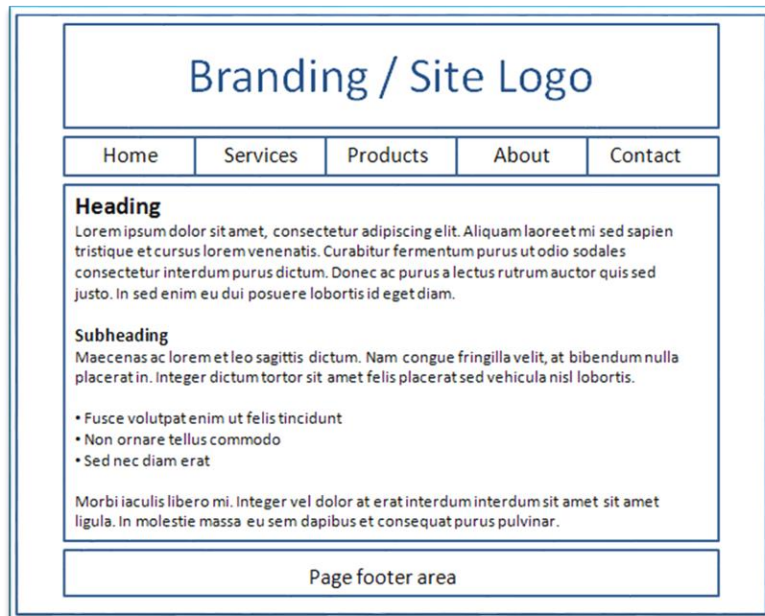 Branding / Site Logo
Home Services Products About Contact
Heading
Lorem ipsum dolor sit amet, consectetur adipiscing elit. Aliquam laoreet mi sed sapien
tristique et cursus lorem venenatis. Curabitur fermentum purus ut odio sodales
consectetur interdum purus dictum. Donec ac purus a lectus rutrum auctor quis sed
justo. In sed enim eu dui posuere lobortis id eget diam.
Subheading
Maecenas ac lorem et leo sagittis dictum. Nam congue fringilla velit, at bibendum nulla
placerat in. Integer dictum tortor sit amet felis placerat sed vehicula nisl lobortis.
• Fusce volutpat enim ut felis tincidunt
• Non ornare tellus commodo
• Sed nec diam erat
Morbi iaculis libero mi. Integer vel dolor at erat interdum interdum sit amet sit amet
ligula. In molestie massa eu sem dapibus et consequat purus pulvinar.
Page footer area